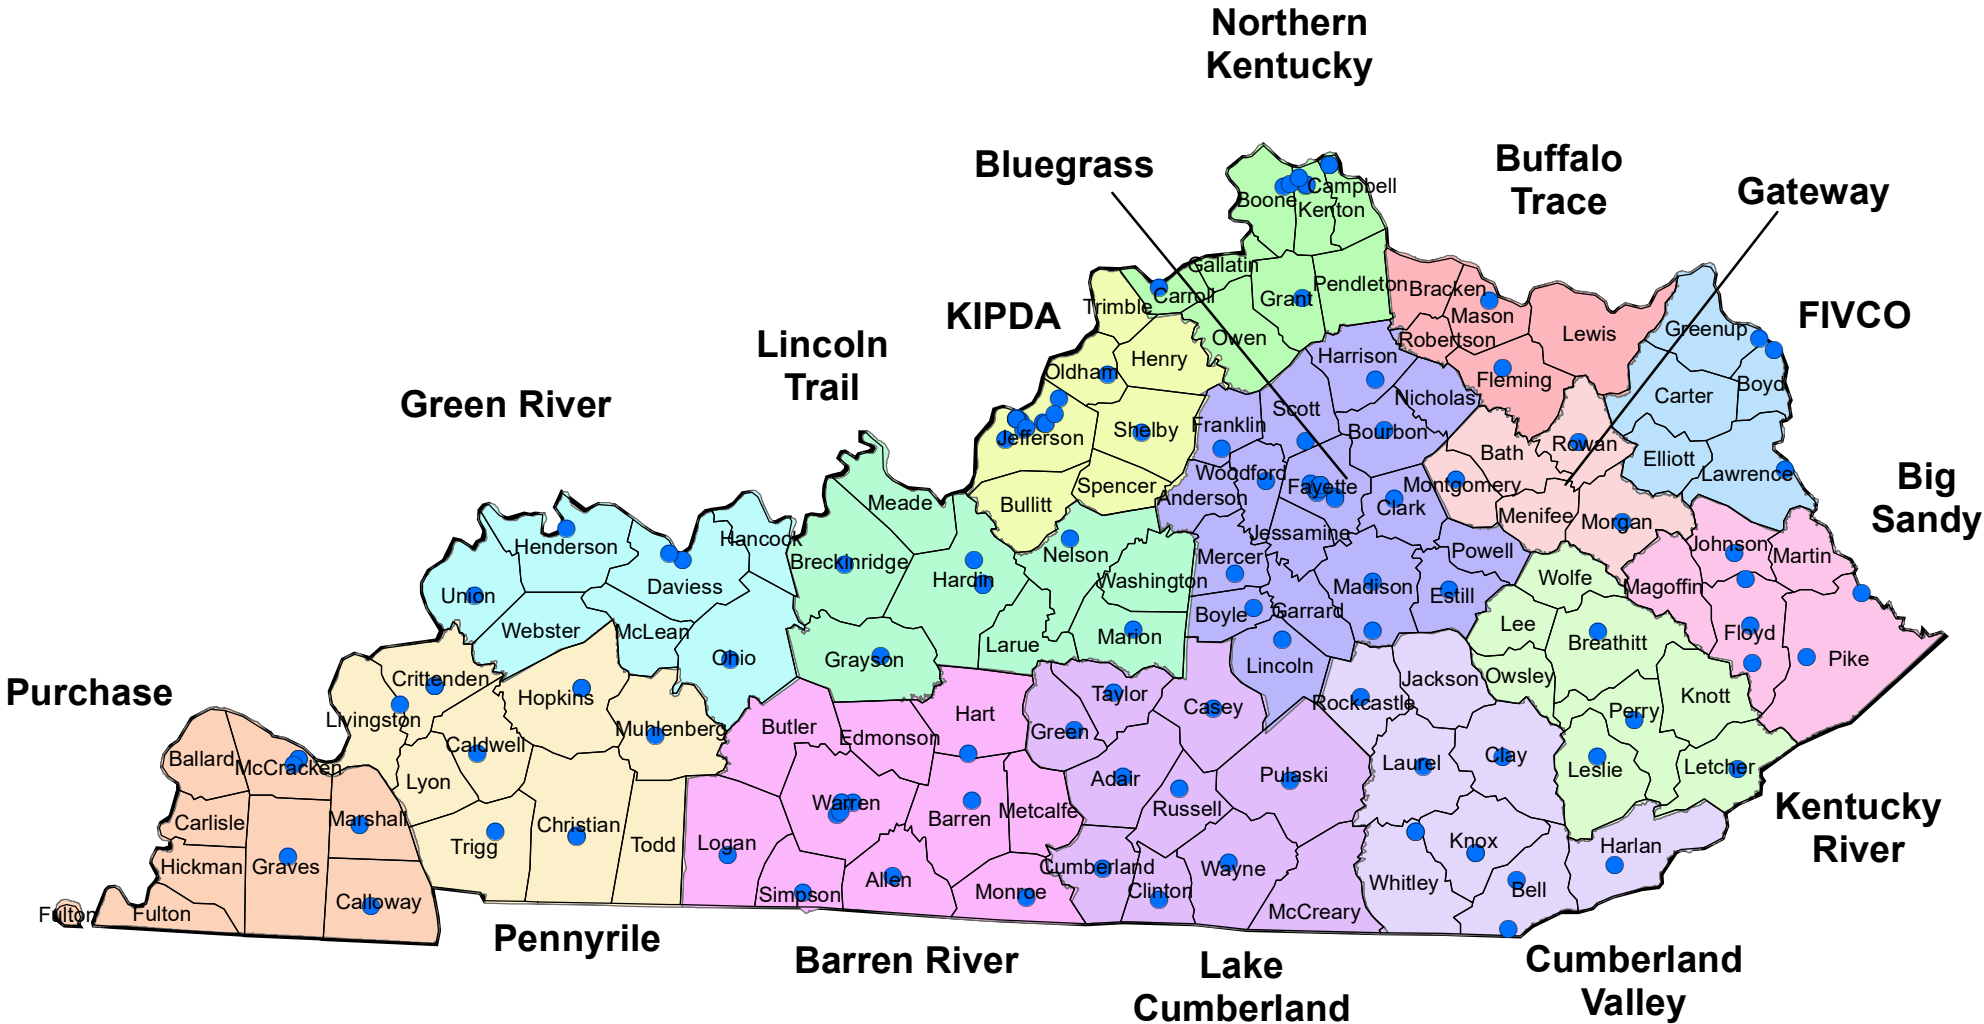 Northern
Kentucky
Bluegrass
Buffalo
Trace
Gateway
KIPDA
FIVCO
Lincoln
Trail
Green River
Big
Sandy
Purchase
Kentucky
River
Pennyrile
Barren River
Lake
Cumberland
Cumberland
Valley
Boone
Campbell
Kenton
Gallatin
Carroll
Grant
Pendleton
Owen
Bracken
Mason
Robertson
Lewis
Fleming
Greenup
Carter
Boyd
Elliott
Lawrence
Trimble
Henry
Oldham
Jefferson
Shelby
Bullitt
Spencer
Harrison
Nicholas
Scott
Franklin
Bourbon
Woodford
Fayette
Anderson
Clark
Jessamine
Mercer
Madison
Powell
Estill
Boyle
Garrard
Lincoln
Bath
Rowan
Montgomery
Menifee
Morgan
Johnson
Martin
Magoffin
Floyd
Pike
Wolfe
Lee
Breathitt
Owsley
Knott
Perry
Leslie
Letcher
Meade
Breckinridge
Hardin
Nelson
Washington
Larue
Marion
Grayson
Henderson
Hancock
Daviess
Union
Webster
McLean
Ohio
Crittenden
Livingston
Hopkins
Caldwell
Muhlenberg
Lyon
Trigg
Christian
Todd
Ballard
McCracken
Carlisle
Marshall
Hickman
Graves
Fulton
Fulton
Calloway
Butler
Edmonson
Hart
Warren
Barren
Metcalfe
Logan
Simpson
Allen
Monroe
Taylor
Green
Casey
Adair
Russell
Pulaski
Cumberland
Clinton
Wayne
McCreary
Rockcastle
Jackson
Laurel
Clay
Knox
Whitley
Bell
Harlan